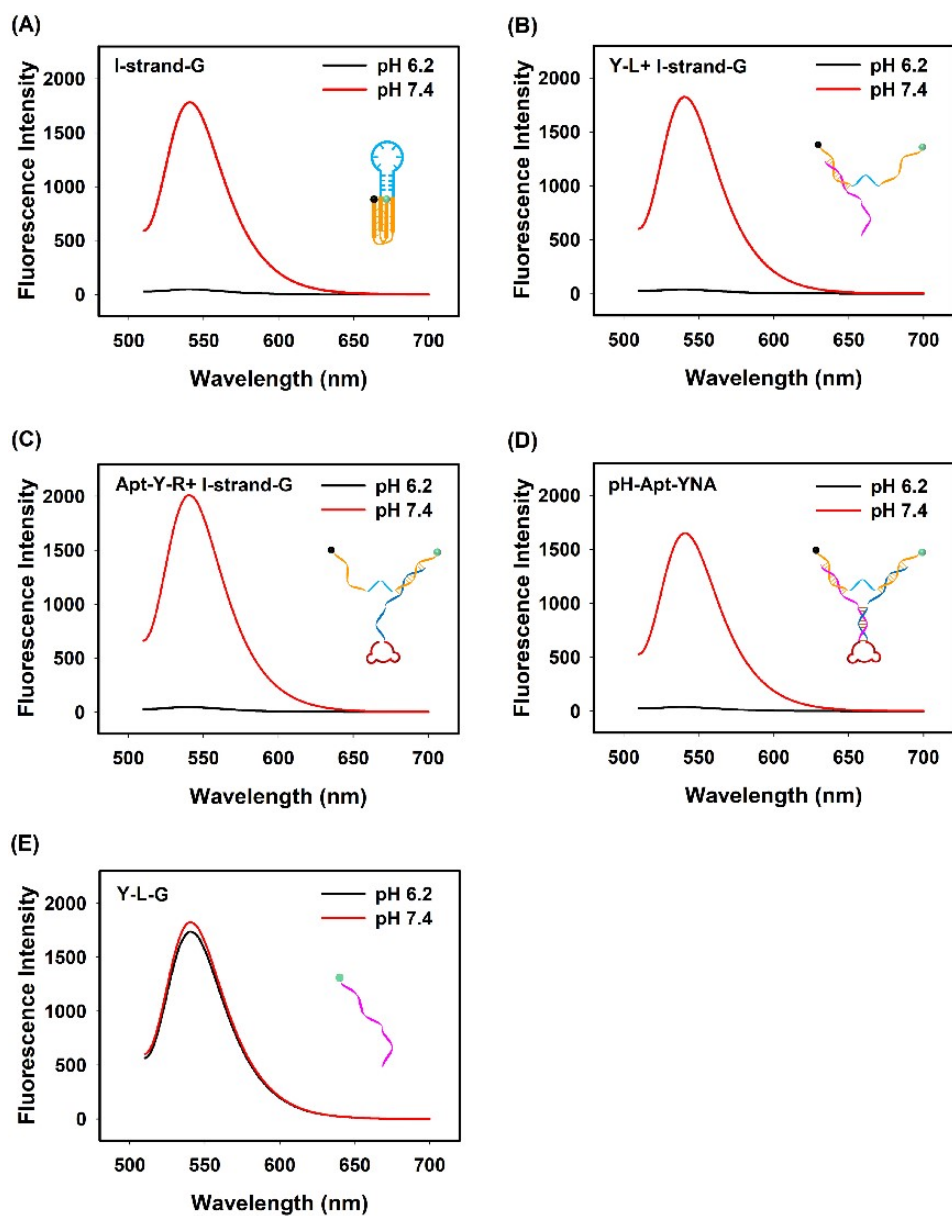 (A)
I-strand-G
pH 6.2
pH 7.4
2000
1500
1000
500
0
Fluorescence Intensity
500 550 600 650 700
Wavelength (nm)
(B)
Y-L+ I-strand-G
pH 6.2
pH 7.4
2000
1500
1000
500
0
Fluorescence Intensity
500 550 600 650 700
Wavelength (nm)
(C)
Apt-Y-R+ I-strand-G
pH 6.2
pH 7.4
2000
1500
1000
500
0
Fluorescence Intensity
500 550 600 650 700
Wavelength (nm)
(D)
pH-Apt-YNA
pH 6.2
pH 7.4
2000
1500
1000
500
0
Fluorescence Intensity
500 550 600 650 700
Wavelength (nm)
(E)
Y-L-G
pH 6.2
pH 7.4
2000
1500
1000
500
0
Fluorescence Intensity
500 550 600 650 700
Wavelength (nm)